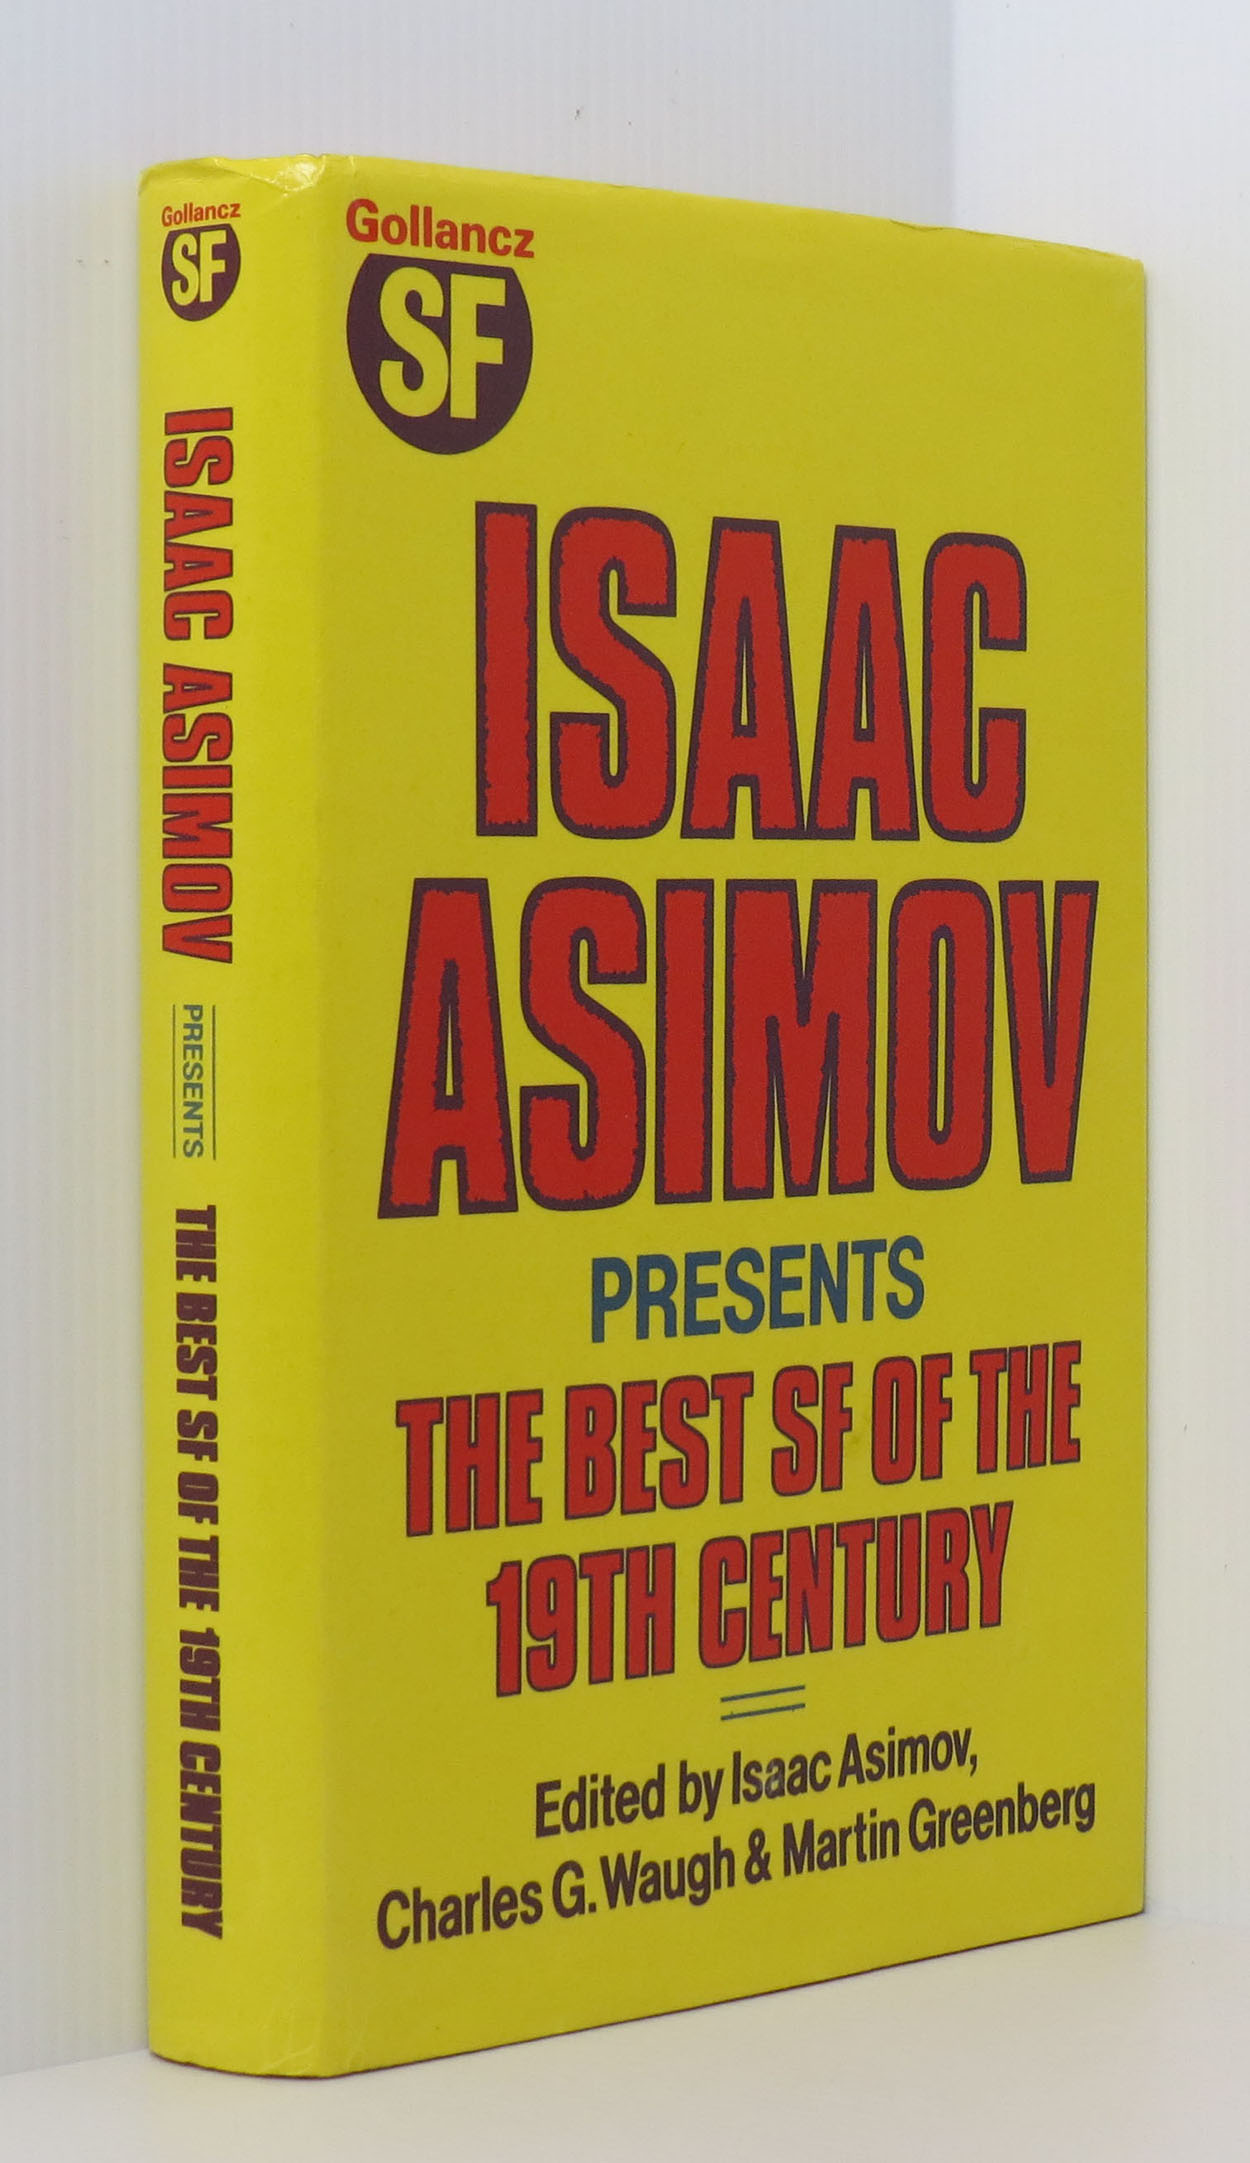 Gollancz
SF
ISAAC ASIMOV
PRESENTS
THE BEST SF OF THE 19TH CENTURY
Gollancz
SF
ISAAC
ASIMOV
PRESENTS
THE BEST SF OF THE
19TH CENTURY
Edited by Isaac Asimov,
Charles G. Waugh & Martin Greenberg